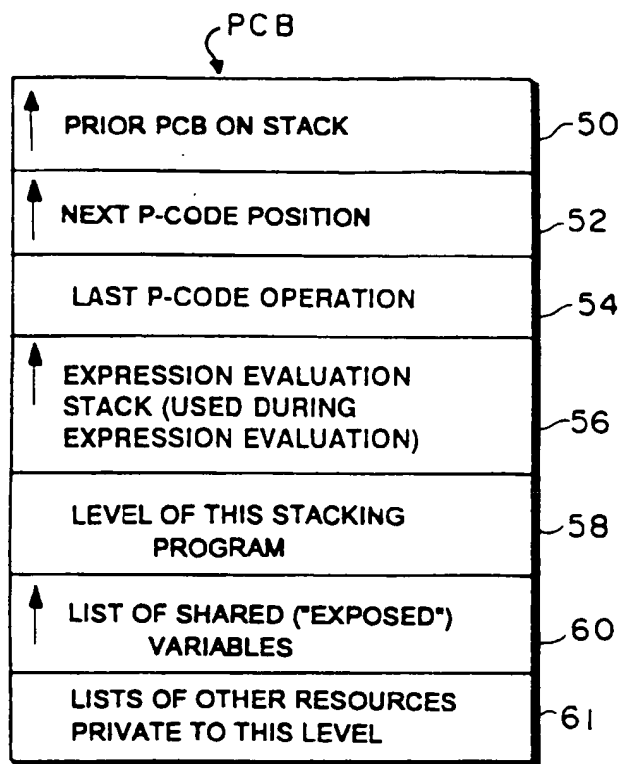 PCB
PRIOR PCB ON STACK 50
NEXT P-CODE POSITION 52
LAST P-CODE OPERATION 54
EXPRESSION EVALUATION
STACK (USED DURING
EXPRESSION EVALUATION) 56
LEVEL OF THIS STACKING
PROGRAM 58
LIST OF SHARED ("EXPOSED")
VARIABLES 60
LISTS OF OTHER RESOURCES
PRIVATE TO THIS LEVEL 61